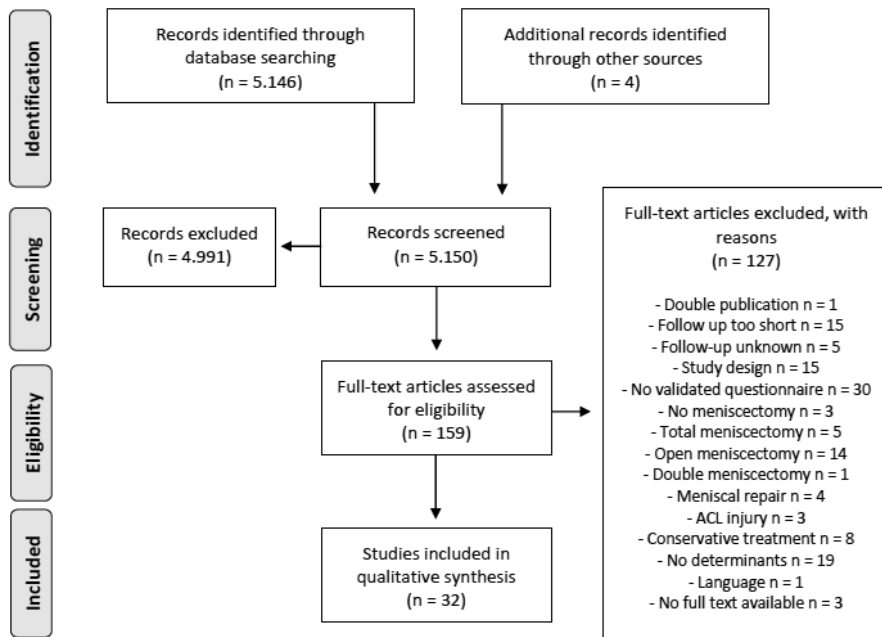 Identification
Records identified through
database searching
(n = 5.146)
Additional records identified
through other sources
(n = 4)
Screening
Records excluded
(n = 4.991)
Records screened
(n = 5.150)
Full-text articles excluded, with
reasons
(n = 127)
- Double publication n = 1
- Follow up too short n = 15
- Follow-up unknown n = 5
- Study design n = 15
- No validated questionnaire n = 30
- No meniscectomy n = 3
- Total meniscectomy n = 5
- Open meniscectomy n = 14
- Double meniscectomy n = 1
- Meniscal repair n = 4
- ACL injury n = 3
- Conservative treatment n = 8
- No determinants n = 19
- Language n = 1
- No full text available n = 3
Eligibility
Full-text articles assessed
for eligibility
(n = 159)
Included
Studies included in
qualitative synthesis
(n = 32)